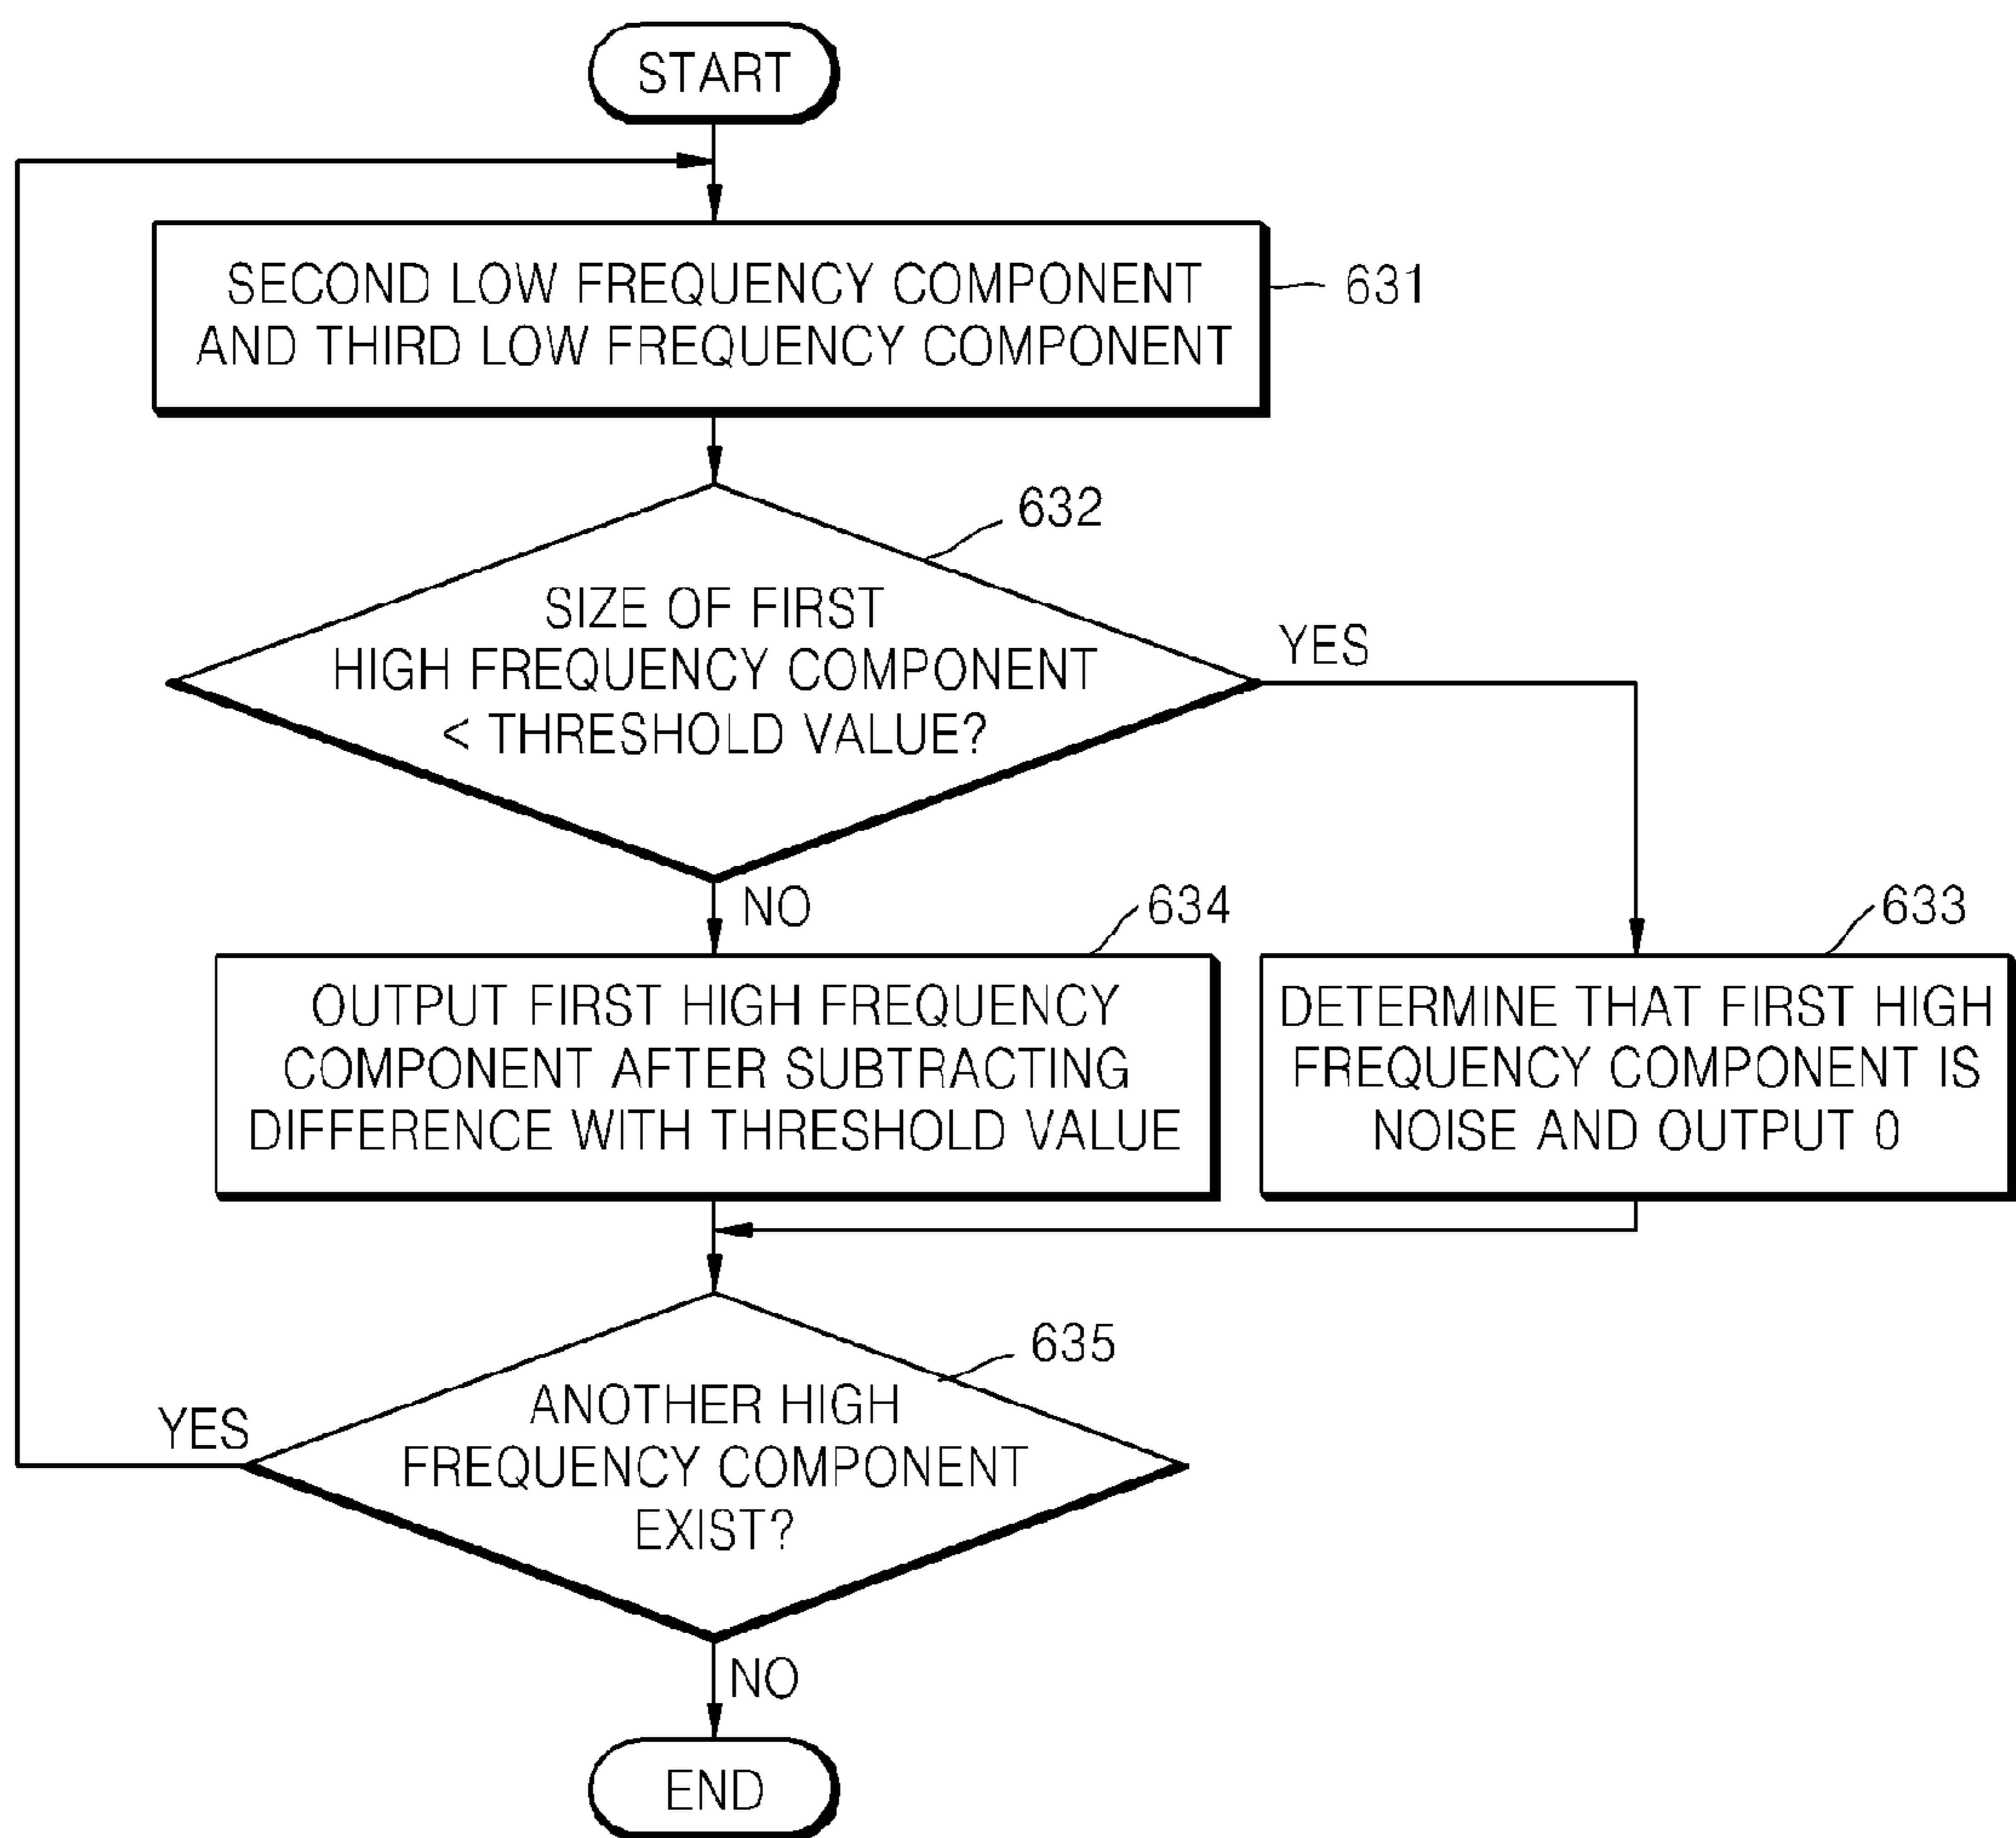 START
SECOND LOW FREQUENCY COMPONENT
AND THIRD LOW FREQUENCY COMPONENT
631
632
SIZE OF FIRST
HIGH FREQUENCY COMPONENT
< THRESHOLD VALUE?
YES
NO
634
633
OUTPUT FIRST HIGH FREQUENCY
COMPONENT AFTER SUBTRACTING
DIFFERENCE WITH THRESHOLD VALUE
DETERMINE THAT FIRST HIGH
FREQUENCY COMPONENT IS
NOISE AND OUTPUT 0
635
ANOTHER HIGH
FREQUENCY COMPONENT
EXIST?
YES
NO
END